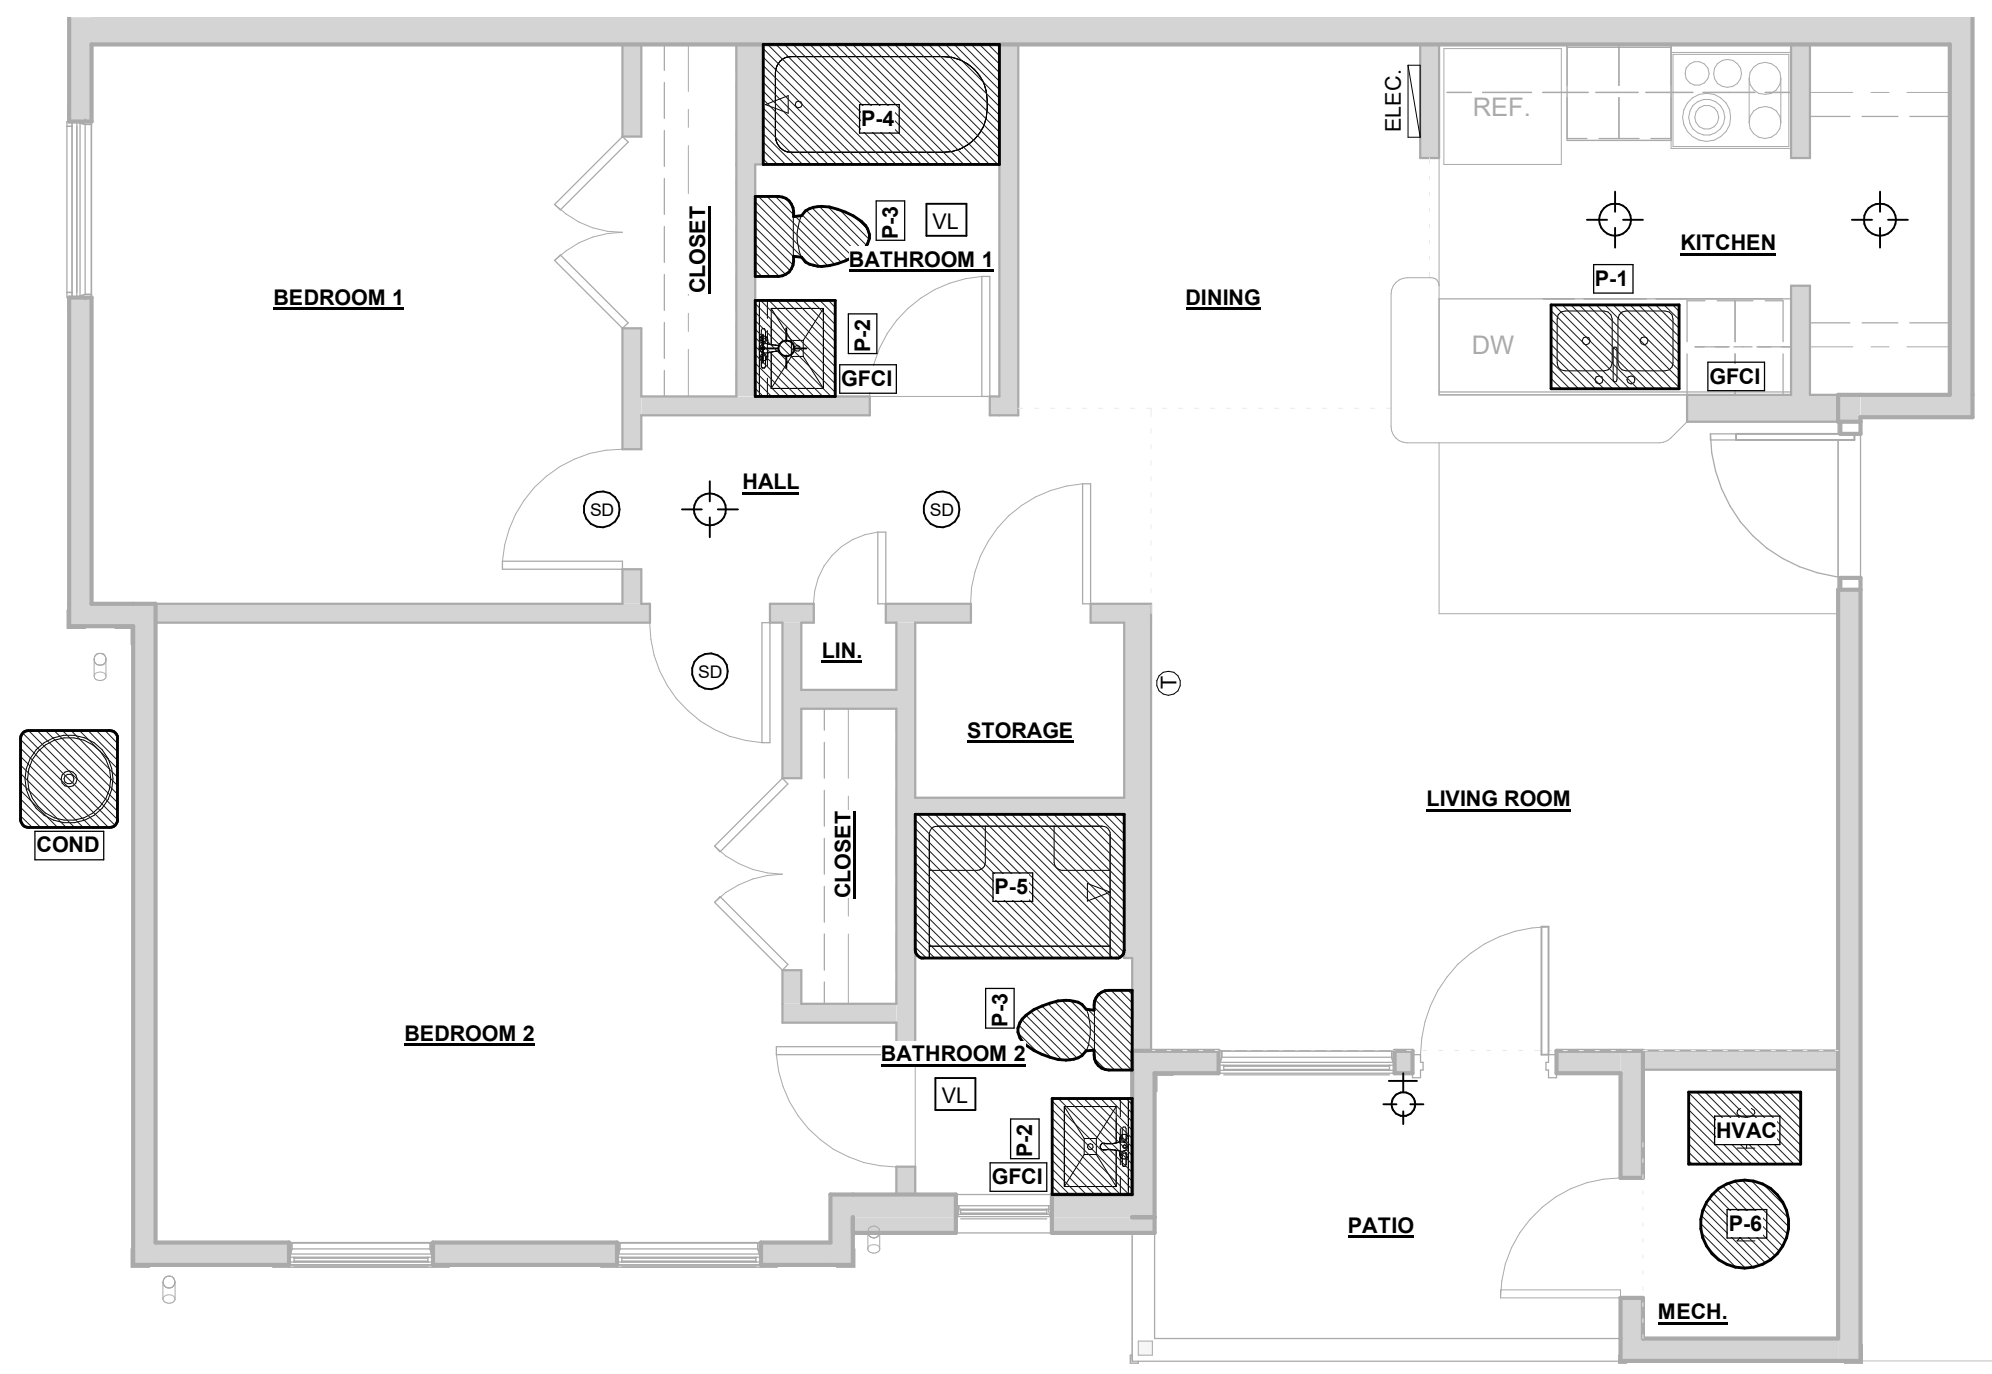 ELEC.
REF.
P-4
P-3
VL
CLOSET
BATHROOM 1
KITCHEN
P-1
BEDROOM 1
DINING
P-2
DW
GFCI
GFCI
HALL
SD
SD
LIN.
SD
T
STORAGE
LIVING ROOM
COND
CLOSET
P-5
P-3
BEDROOM 2
BATHROOM 2
VL
P-2
HVAC
GFCI
PATIO
P-6
MECH.